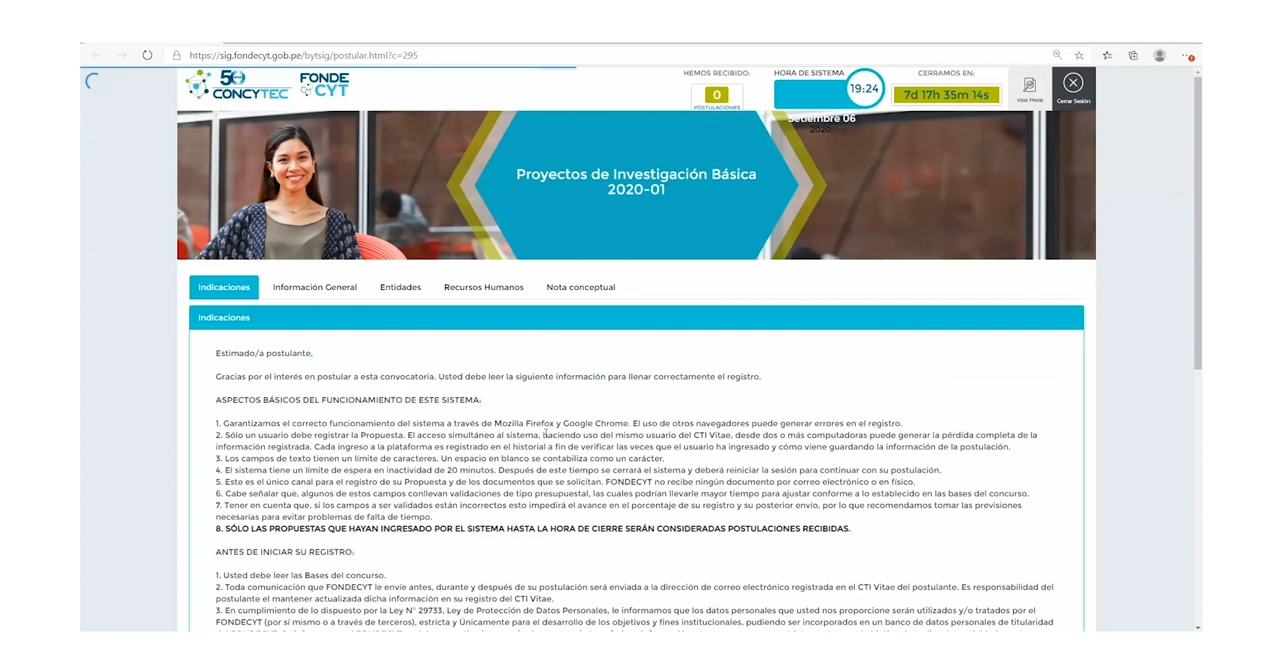 https://sig.fondecyt.gob.pe/bytsig/postular.html?c=295
50 CONCYTEC
FONDE CYT
HEMOS RECIBIDO:
0
POSTULACIONES
HORA DE SISTEMA
19:24
Setiembre 06
2020
CERRAMOS EN:
7d 17h 35m 14s
Vista Previa
Cerrar Sesión
Proyectos de Investigación Básica
2020-01
Indicaciones
Información General
Entidades
Recursos Humanos
Nota conceptual
Indicaciones
Estimado/a postulante,
Gracias por el interés en postular a esta convocatoria. Usted debe leer la siguiente información para llenar correctamente el registro.
ASPECTOS BÁSICOS DEL FUNCIONAMIENTO DE ESTE SISTEMA:
1. Garantizamos el correcto funcionamiento del sistema a través de Mozilla Firefox y Google Chrome. El uso de otros navegadores puede generar errores en el registro.
2. Sólo un usuario debe registrar la Propuesta. El acceso simultáneo al sistema, haciendo uso del mismo usuario del CTI Vitae, desde dos o más computadoras puede generar la pérdida completa de la
información registrada. Cada ingreso a la plataforma es registrado en el historial a fin de verificar las veces que el usuario ha ingresado y cómo viene guardando la información de la postulación.
3. Los campos de texto tienen un límite de caracteres. Un espacio en blanco se contabiliza como un carácter.
4. El sistema tiene un límite de espera en inactividad de 20 minutos. Después de este tiempo se cerrará el sistema y deberá reiniciar la sesión para continuar con su postulación.
5. Este es el único canal para el registro de su Propuesta y de los documentos que se solicitan. FONDECYT no recibe ningún documento por correo electrónico o en físico.
6. Cabe señalar que, algunos de estos campos conllevan validaciones de tipo presupuestal, las cuales podrían llevarle mayor tiempo para ajustar conforme a lo establecido en las bases del concurso.
7. Tener en cuenta que, si los campos a ser validados están incorrectos esto impedirá el avance en el porcentaje de su registro y su posterior envío, por lo que recomendamos tomar las previsiones
necesarias para evitar problemas de falta de tiempo.
8. SÓLO LAS PROPUESTAS QUE HAYAN INGRESADO POR EL SISTEMA HASTA LA HORA DE CIERRE SERÁN CONSIDERADAS POSTULACIONES RECIBIDAS.
ANTES DE INICIAR SU REGISTRO:
1. Usted debe leer las Bases del concurso.
2. Toda comunicación que FONDECYT le envíe antes, durante y después de su postulación será enviada a la dirección de correo electrónico registrada en el CTI Vitae del postulante. Es responsabilidad del
postulante el mantener actualizada dicha información en su registro del CTI Vitae.
3. En cumplimiento de lo dispuesto por la Ley N° 29733, Ley de Protección de Datos Personales, le informamos que los datos personales que usted nos proporcione serán utilizados y/o tratados por el
FONDECYT (por sí mismo o a través de terceros), estricta y Únicamente para el desarrollo de los objetivos y fines institucionales, pudiendo ser incorporados en un banco de datos personales de titularidad